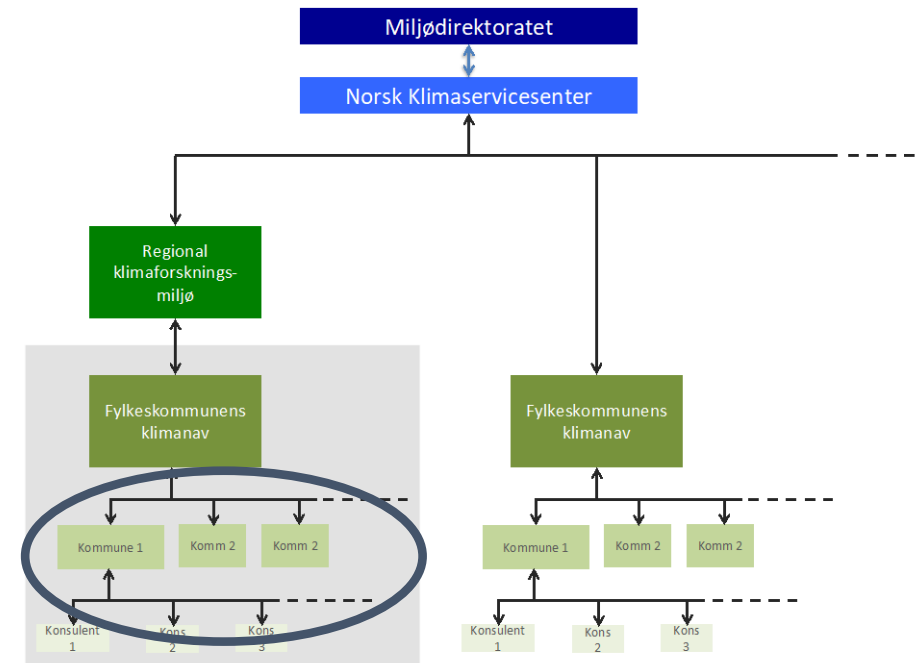 Miljødirektoratet
Norsk Klimaservicesenter
Regional
klimaforsknings-
miljø
Fylkeskommunens
klimanav
Fylkeskommunens
klimanav
Kommune 1
Komm 2
Komm 2
Kommune 1
Komm 2
Komm 2
Konsulent
1
Kons
2
Kons
3
Konsulent
1
Kons
2
Kons
3